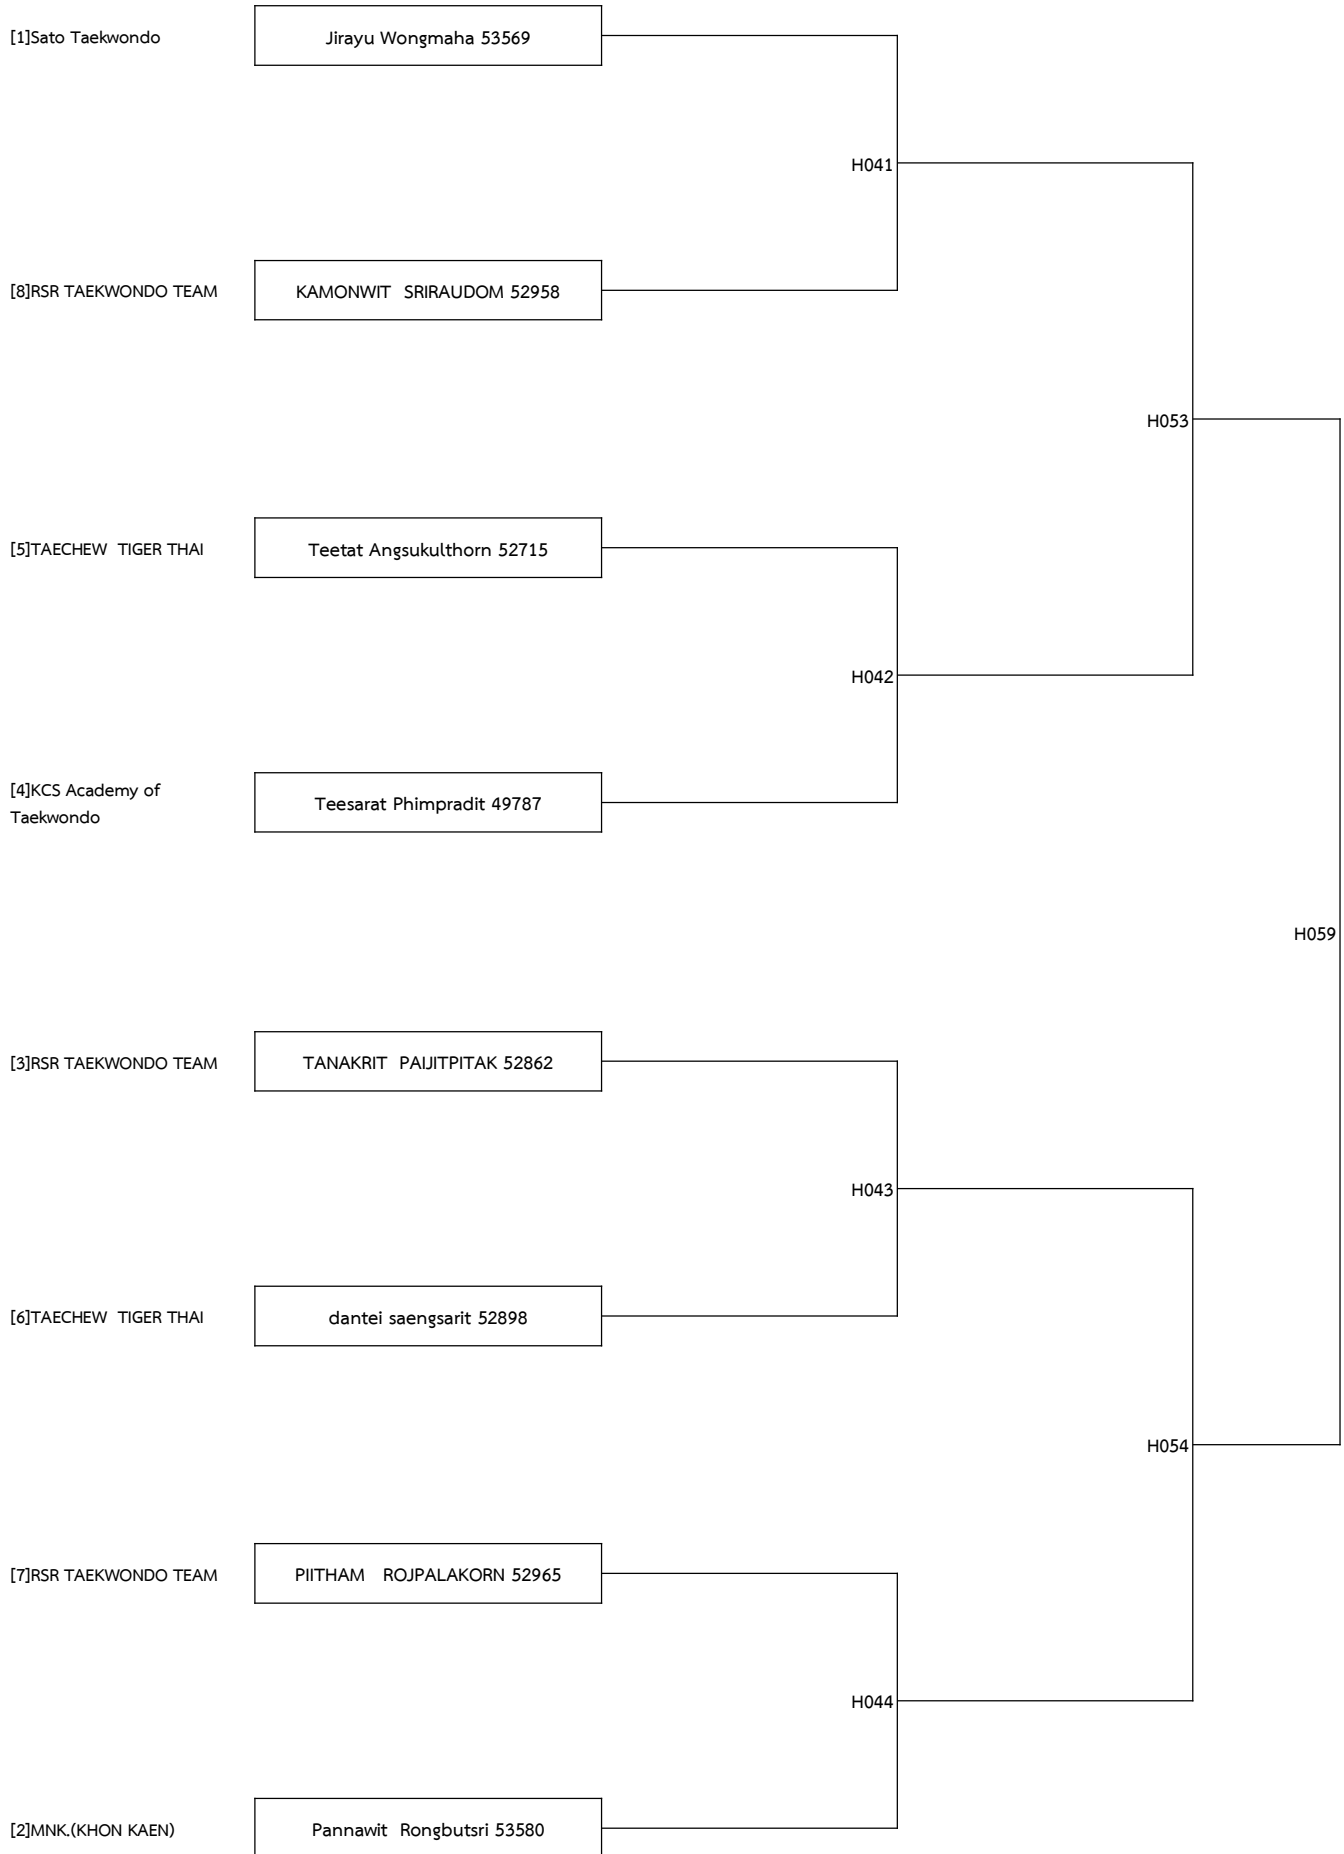 [1]Sato Taekwondo
Jirayu Wongmaha 53569
H041
[8]RSR TAEKWONDO TEAM
KAMONWIT  SRIRAUDOM 52958
H053
[5]TAECHEW  TIGER THAI
Teetat Angsukulthorn 52715
H042
[4]KCS Academy of
Taekwondo
Teesarat Phimpradit 49787
H059
[3]RSR TAEKWONDO TEAM
TANAKRIT  PAIJITPITAK 52862
H043
[6]TAECHEW  TIGER THAI
dantei saengsarit 52898
H054
[7]RSR TAEKWONDO TEAM
PIITHAM   ROJPALAKORN 52965
H044
[2]MNK.(KHON KAEN)
Pannawit  Rongbutsri 53580